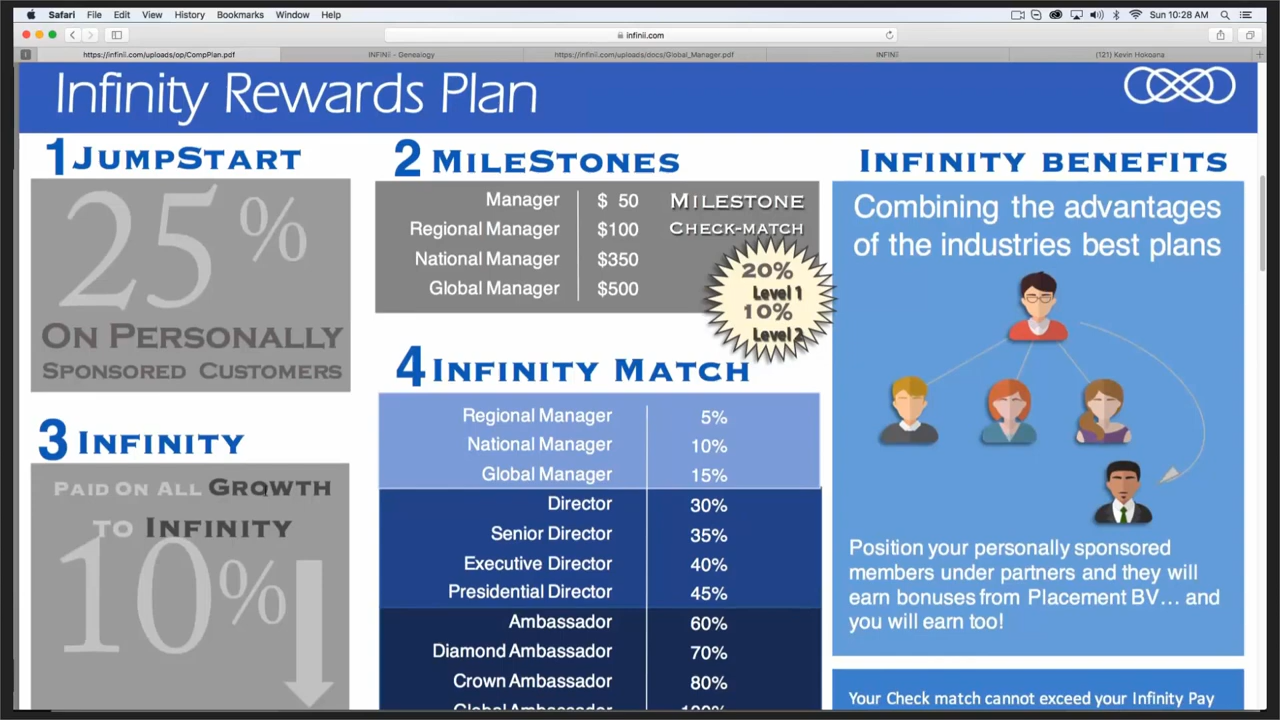 Safari File Edit View History Bookmarks Window Help Sun 10:28 AM
infinii.com
https://infinii.com/uploads/op/CompPlan.pdf INFINii - Genealogy https://infinii.com/uploads/docs/Global_Manager.pdf INFINii (121) Kevin Hokoana
Infinity Rewards Plan
1 JUMPSTART
25%
ON PERSONALLY
SPONSORED CUSTOMERS
2 MILESTONES
Manager $ 50
Regional Manager $100
National Manager $350
Global Manager $500
MILESTONE
CHECK-MATCH
20%
Level 1
10%
Level 2
3 INFINITY
PAID ON ALL GROWTH
TO INFINITY
10%
4 INFINITY MATCH
Regional Manager 5%
National Manager 10%
Global Manager 15%
Director 30%
Senior Director 35%
Executive Director 40%
Presidential Director 45%
Ambassador 60%
Diamond Ambassador 70%
Crown Ambassador 80%
Global Ambassador 100%
INFINITY BENEFITS
Combining the advantages
of the industries best plans
Position your personally sponsored
members under partners and they will
earn bonuses from Placement BV... and
you will earn too!
Your Check match cannot exceed your Infinity Pay